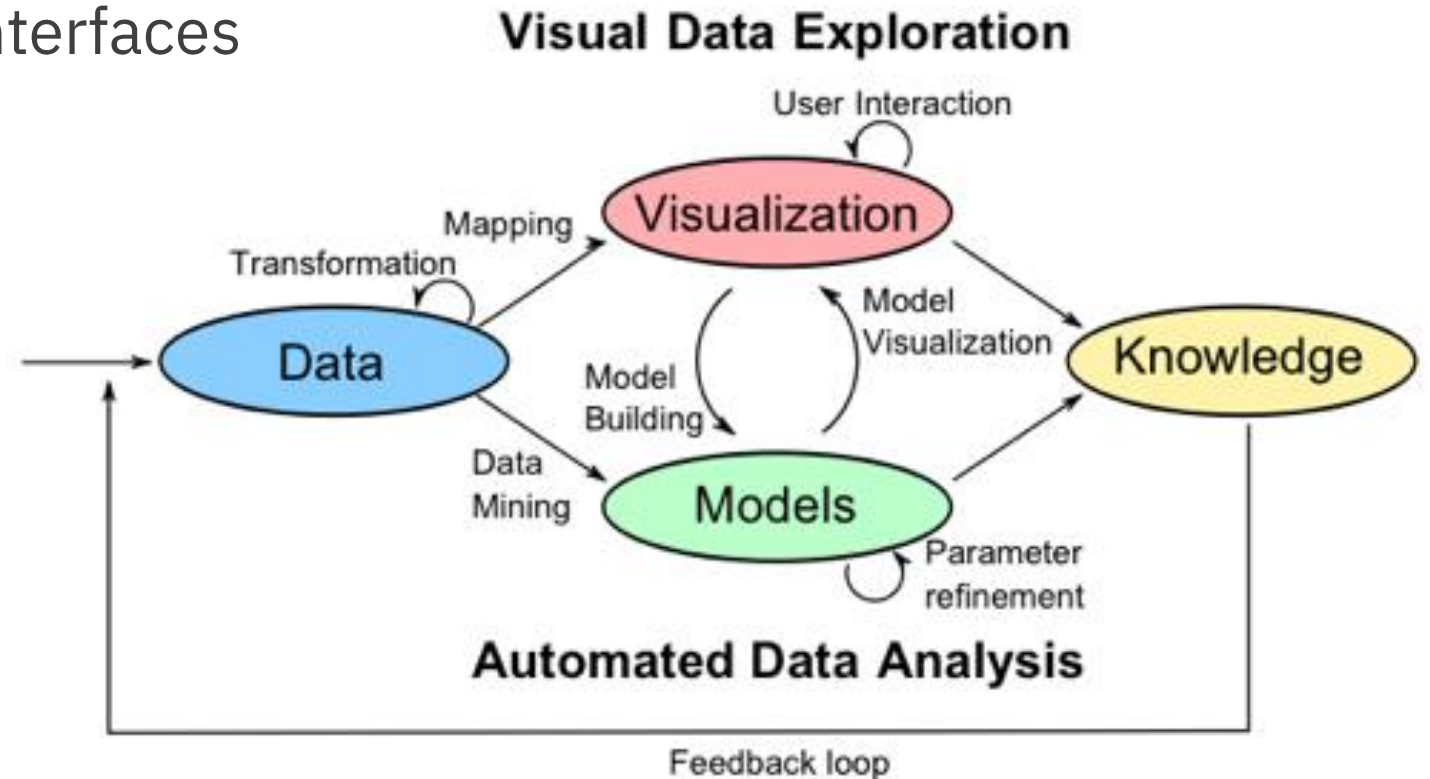 nterfaces
Visual Data Exploration
User Interaction
Visualization
Mapping
Transformation
Data
Model
Visualization
Knowledge
Model
Building
Data
Mining
Models
Parameter
refinement
Automated Data Analysis
Feedback loop